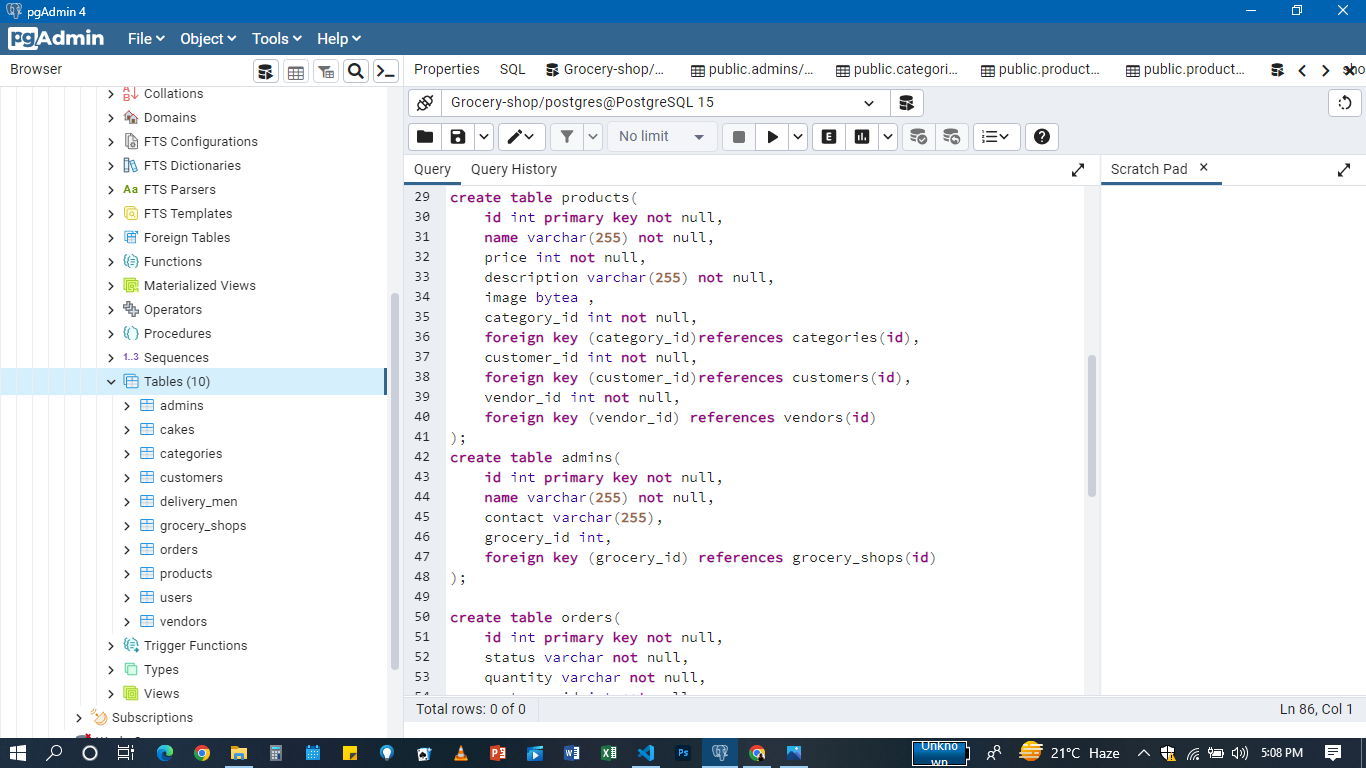 pgAdmin 4
pgAdmin
File
Object
Tools
Help
Browser
Properties
SQL
Grocery-shop/...
public.admins/...
public.categori...
public.product...
public.product...
Collations
Domains
FTS Configurations
FTS Dictionaries
Aa FTS Parsers
FTS Templates
Foreign Tables
Functions
Materialized Views
Operators
Procedures
1..3 Sequences
Tables (10)
admins
cakes
categories
customers
delivery_men
grocery_shops
orders
products
users
vendors
Trigger Functions
Types
Views
Subscriptions
Grocery-shop/postgres@PostgreSQL 15
No limit
E
Query
Query History
Scratch Pad
29 create table products(
30 id int primary key not null,
31 name varchar(255) not null,
32 price int not null,
33 description varchar(255) not null,
34 image bytea ,
35 category_id int not null,
36 foreign key (category_id)references categories(id),
37 customer_id int not null,
38 foreign key (customer_id)references customers(id),
39 vendor_id int not null,
40 foreign key (vendor_id) references vendors(id)
41 );
42 create table admins(
43 id int primary key not null,
44 name varchar(255) not null,
45 contact varchar(255),
46 grocery_id int,
47 foreign key (grocery_id) references grocery_shops(id)
48 );
49
50 create table orders(
51 id int primary key not null,
52 status varchar not null,
53 quantity varchar not null,
Total rows: 0 of 0
Ln 86, Col 1
Unkno
wn
21°C Haze
5:08 PM